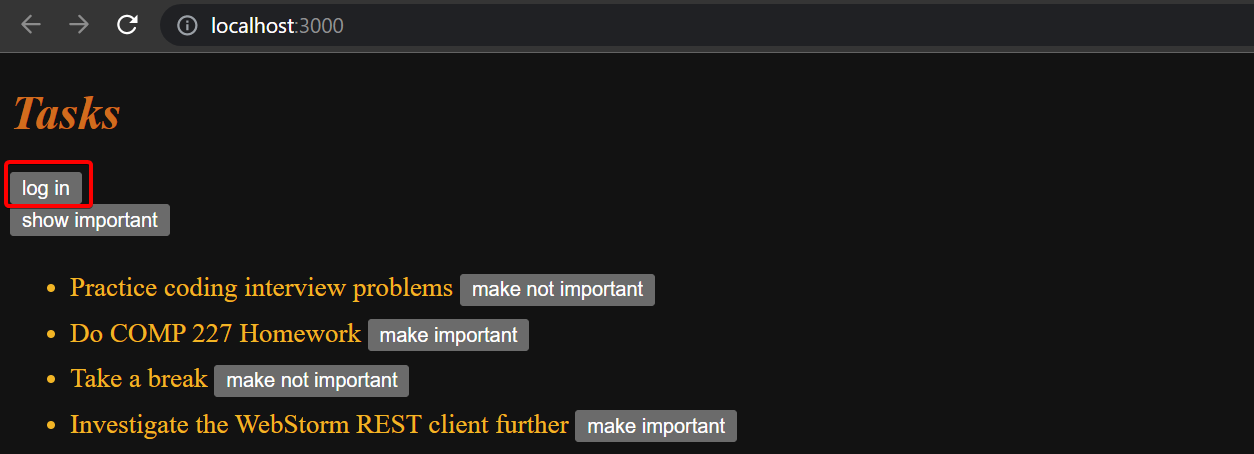 localhost:3000
Tasks
log in
show important
Practice coding interview problems make not important
Do COMP 227 Homework make important
Take a break make not important
Investigate the WebStorm REST client further make important